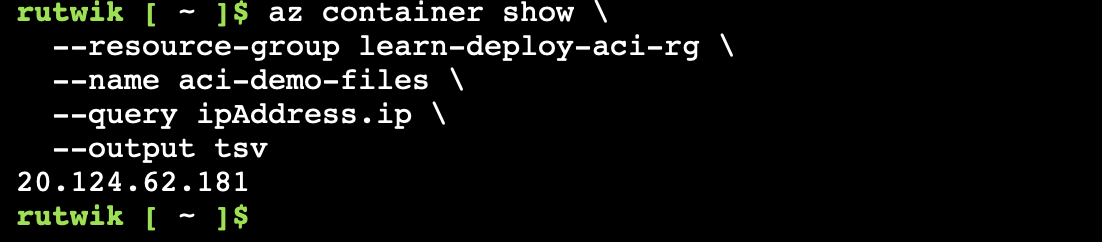 rutwik [ ~ ]$ az container show \
--resource-group learn-deploy-aci-rg \
--name aci-demo-files \
--query ipAddress.ip \
--output tsv
20.124.62.181
rutwik [ ~ ]$